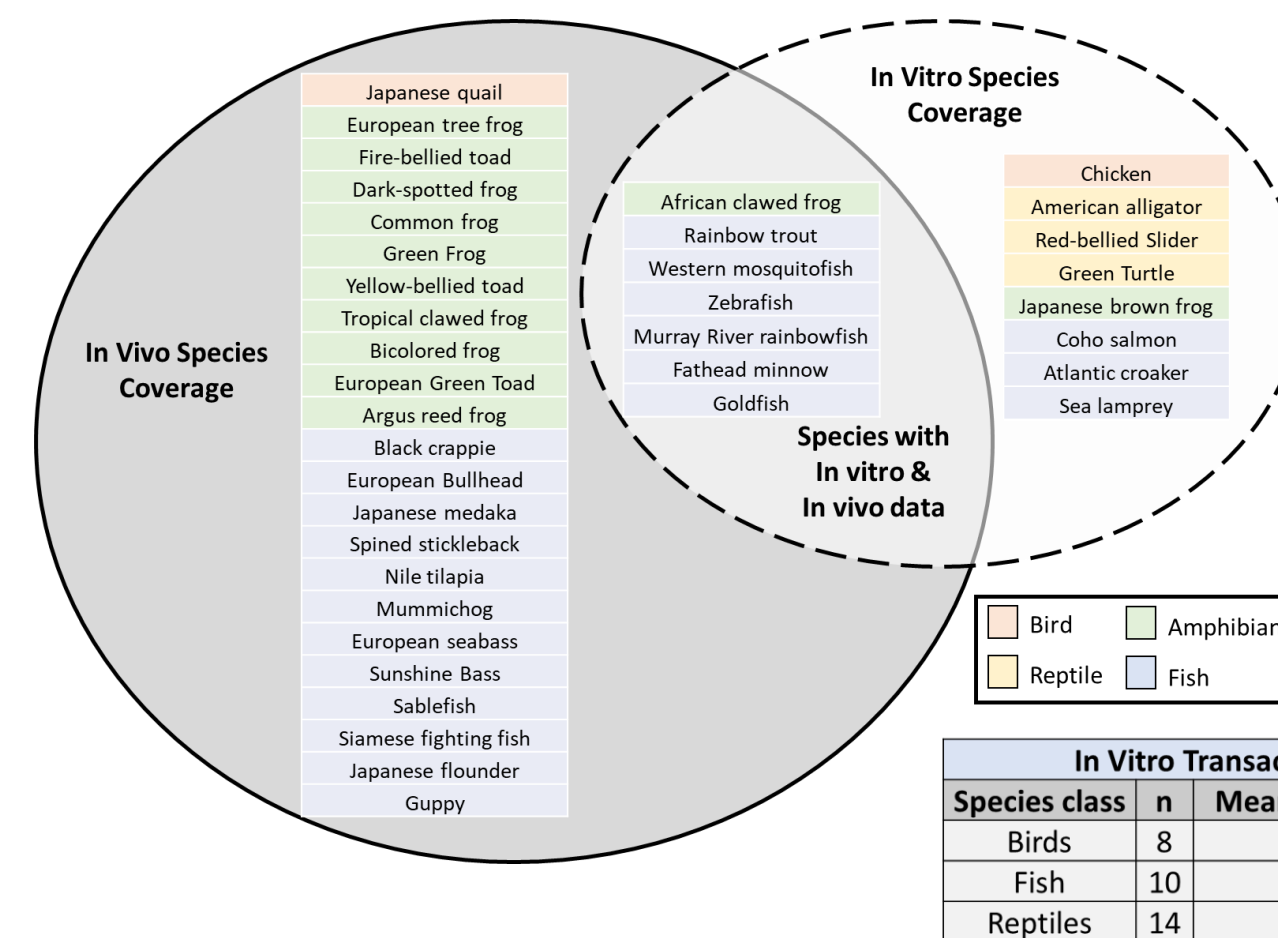 In Vitro Species
Coverage
Japanese quail
European tree frog
Fire-bellied toad
Dark-spotted frog
Common frog
Green Frog
Yellow-bellied toad
Tropical clawed frog
Bicolored frog
European Green Toad
Argus reed frog
Black crappie
European Bullhead
Japanese medaka
Spined stickleback
Nile tilapia
Mummichog
European seabass
Sunshine Bass
Sablefish
Siamese fighting fish
Japanese flounder
Guppy
In Vivo Species
Coverage
African clawed frog
Rainbow trout
Western mosquitofish
Zebrafish
Murray River rainbowfish
Fathead minnow
Goldfish
Species with
In vitro &
In vivo data
Chicken
American alligator
Red-bellied Slider
Green Turtle
Japanese brown frog
Coho salmon
Atlantic croaker
Sea lamprey
Bird Amphibian
Reptile Fish
In Vitro
Species class n
Birds 8
Fish 10
Reptiles 14